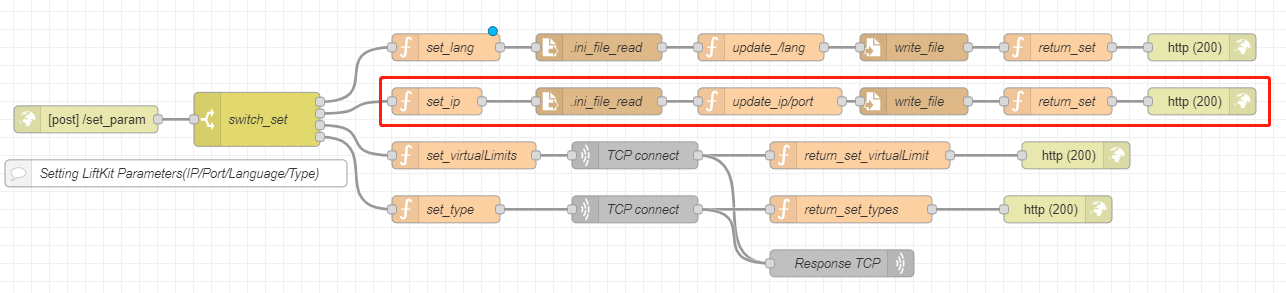 set_lang .ini_file_read update_/lang write_file return_set http (200)
set_ip .ini_file_read update_ip/port write_file return_set http (200)
[post] /set_param switch_set
set_virtualLimits TCP connect return_set_virtualLimit http (200)
Setting LiftKit Parameters(IP/Port/Language/Type)
set_type TCP connect return_set_types http (200)
Response TCP